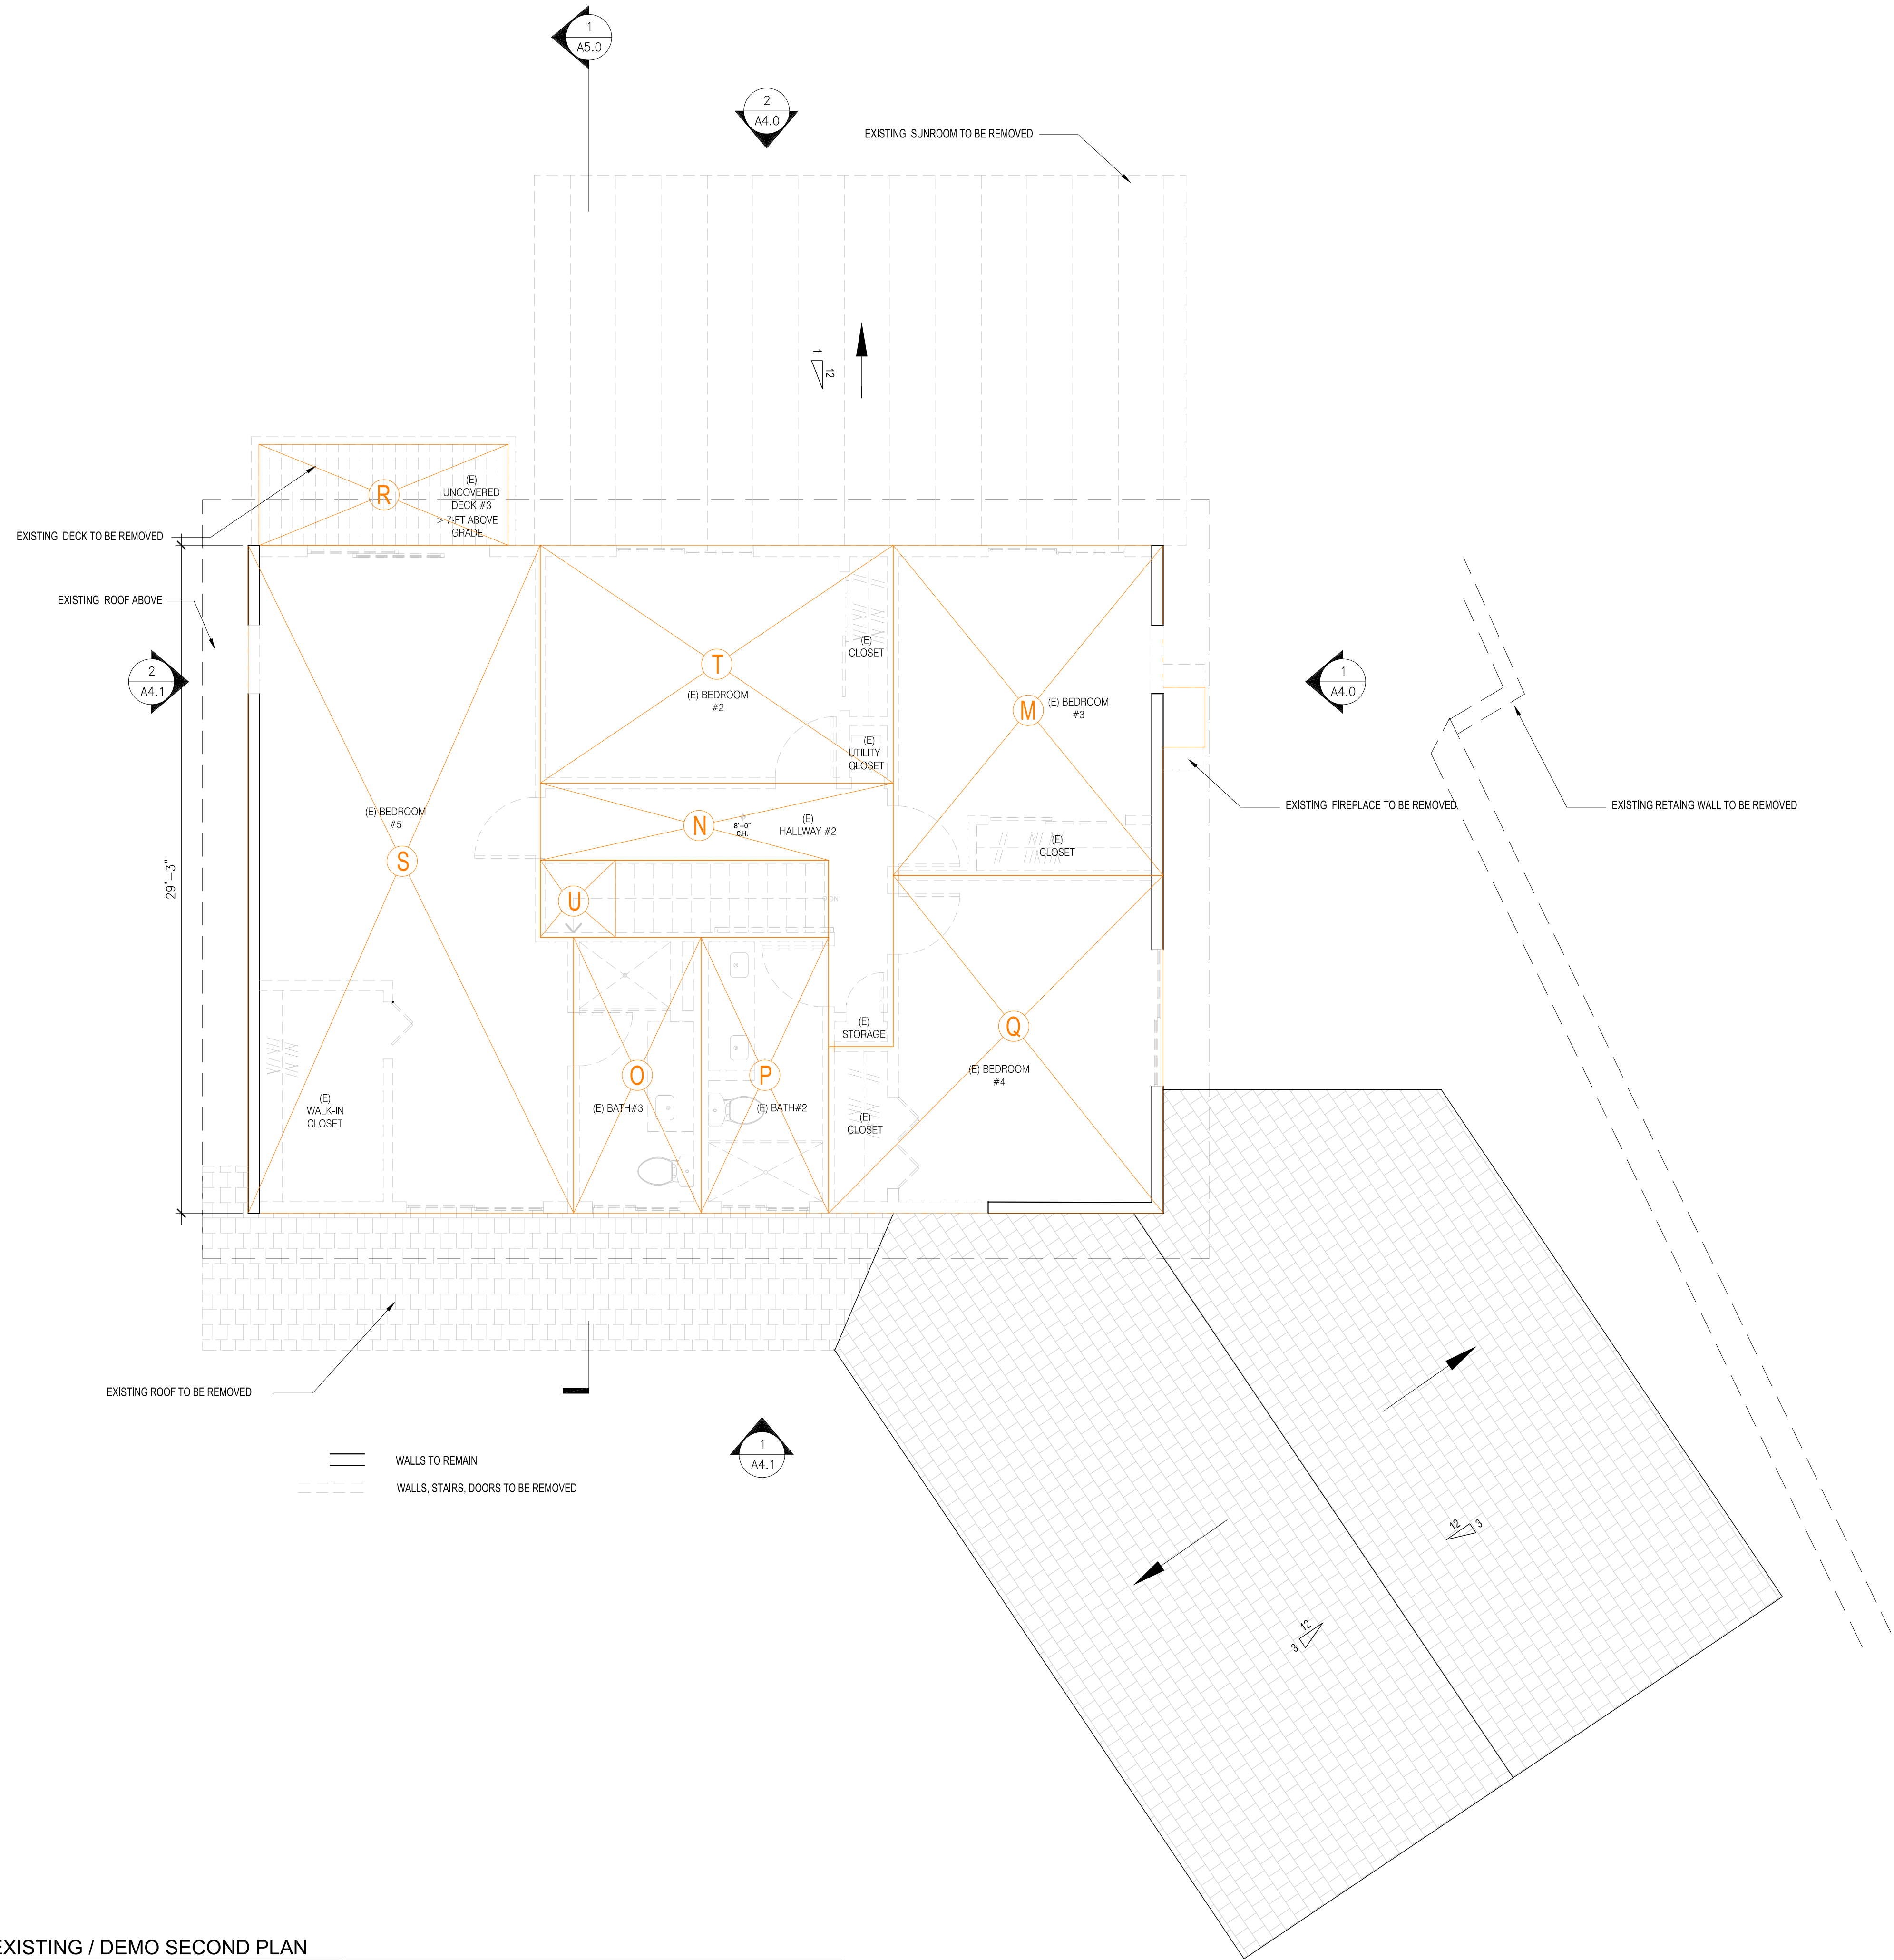 1
A5.0
2
A4.0
EXISTING SUNROOM TO BE REMOVED
1
12
R
(E)
UNCOVERED
DECK #3
> 7-FT ABOVE
GRADE
EXISTING DECK TO BE REMOVED
EXISTING ROOF ABOVE
2
A4.1
29'-3"
T
(E) BEDROOM
#2
(E)
CLOSET
(E)
UTILITY
CLOSET
M
(E) BEDROOM
#3
1
A4.0
EXISTING FIREPLACE TO BE REMOVED
EXISTING RETAING WALL TO BE REMOVED
(E) BEDROOM
#5
S
N
8'-0"
C.H.
(E)
HALLWAY #2
(E)
CLOSET
U
DN
(E)
STORAGE
Q
(E) BEDROOM
#4
O
(E) BATH#3
P
(E) BATH#2
(E)
CLOSET
(E)
WALK-IN
CLOSET
EXISTING ROOF TO BE REMOVED
WALLS TO REMAIN
WALLS, STAIRS, DOORS TO BE REMOVED
1
A4.1
12
3
12
3
EXISTING / DEMO SECOND PLAN